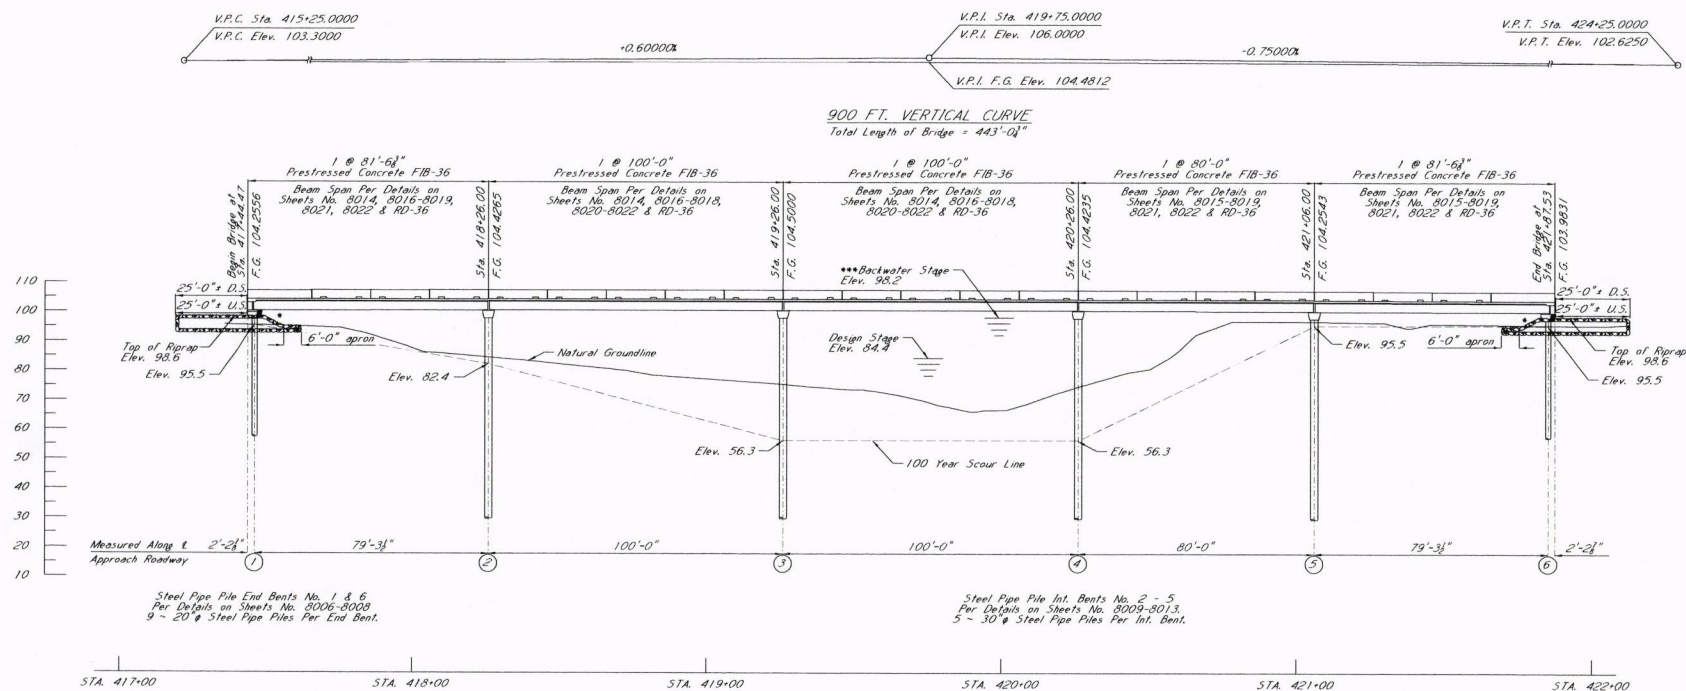 V.P.C. Sta. 415+25.0000
V.P.C. Elev. 103.3000
+0.60000%
V.P.I. Sta. 419+75.0000
V.P.I. Elev. 106.0000
V.P.I. F.G. Elev. 104.4812
-0.75000%
V.P.T. Sta. 424+25.0000
V.P.T. Elev. 102.6250
900 FT. VERTICAL CURVE
Total Length of Bridge = 443'-0¾"
1 @ 81'-6⅜"
Prestressed Concrete FIB-36
Beam Span Per Details on
Sheets No. 8014, 8016-8019,
8021, 8022 & RD-36
1 @ 100'-0"
Prestressed Concrete FIB-36
Beam Span Per Details on
Sheets No. 8014, 8016-8018,
8020-8022 & RD-36
1 @ 100'-0"
Prestressed Concrete FIB-36
Beam Span Per Details on
Sheets No. 8014, 8016-8018,
8020-8022 & RD-36
1 @ 80'-0"
Prestressed Concrete FIB-36
Beam Span Per Details on
Sheets No. 8015-8019,
8021, 8022 & RD-36
1 @ 81'-6⅜"
Prestressed Concrete FIB-36
Beam Span Per Details on
Sheets No. 8015-8019,
8021, 8022 & RD-36
Begin Bridge at
Sta. 417+44.47
F.G. 104.2556
Sta. 418+26.00
F.G. 104.4265
Sta. 419+26.00
F.G. 104.5000
Sta. 420+26.00
F.G. 104.4235
Sta. 421+06.00
F.G. 104.2543
End Bridge at
Sta. 421+87.53
F.G. 103.9831
110
100
90
80
70
60
50
40
30
20
10
25'-0"± D.S.
25'-0"± U.S.
*
Top of Riprap
Elev. 98.6
Elev. 95.5
6'-0" apron
Natural Groundline
Elev. 82.4
***Backwater Stage
Elev. 98.2
Design Stage
Elev. 84.4
Elev. 56.3
100 Year Scour Line
Elev. 56.3
Elev. 95.5
6'-0" apron
*
25'-0"± D.S.
25'-0"± U.S.
Top of Riprap
Elev. 98.6
Elev. 95.5
Measured Along ℄
Approach Roadway
2'-2⅞"
79'-3½"
100'-0"
100'-0"
80'-0"
79'-3½"
2'-2⅞"
1
2
3
4
5
6
Steel Pipe Pile End Bents No. 1 & 6
Per Details on Sheets No. 8006-8008
9 ~ 20"ø Steel Pipe Piles Per End Bent.
Steel Pipe Pile Int. Bents No. 2 - 5
Per Details on Sheets No. 8009-8013.
5 ~ 30"ø Steel Pipe Piles Per Int. Bent.
STA. 417+00
STA. 418+00
STA. 419+00
STA. 420+00
STA. 421+00
STA. 422+00